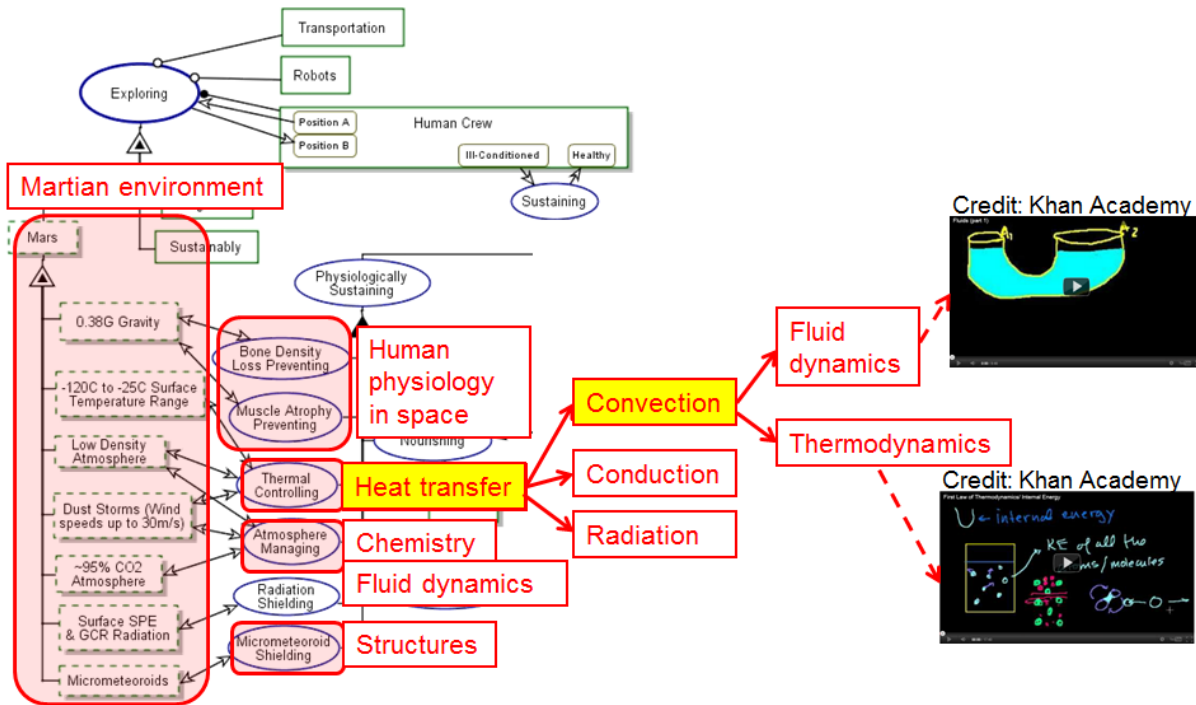 Transportation
Robots
Exploring
Position A
Position B
Human Crew
Ill-Conditioned
Healthy
Sustaining
Martian environment
Mars
Sustainably
Physiologically
Sustaining
0.38G Gravity
-120C to -25C Surface
Temperature Range
Low Density
Atmosphere
Dust Storms (Wind
speeds up to 30m/s)
~95% CO2
Atmosphere
Surface SPE
& GCR Radiation
Micrometeoroids
Bone Density
Loss Preventing
Muscle Atrophy
Preventing
Human
physiology
in space
Nourishing
Thermal
Controlling
Heat transfer
Atmosphere
Managing
Chemistry
Fluid dynamics
Radiation
Shielding
Micrometeoroid
Shielding
Structures
Convection
Conduction
Radiation
Fluid
dynamics
Thermodynamics
Credit: Khan Academy
Fluids (part 1)
A1
A2
Credit: Khan Academy
First Law of Thermodynamics/ Internal Energy
U ← internal energy
KE of all the
ms/molecules